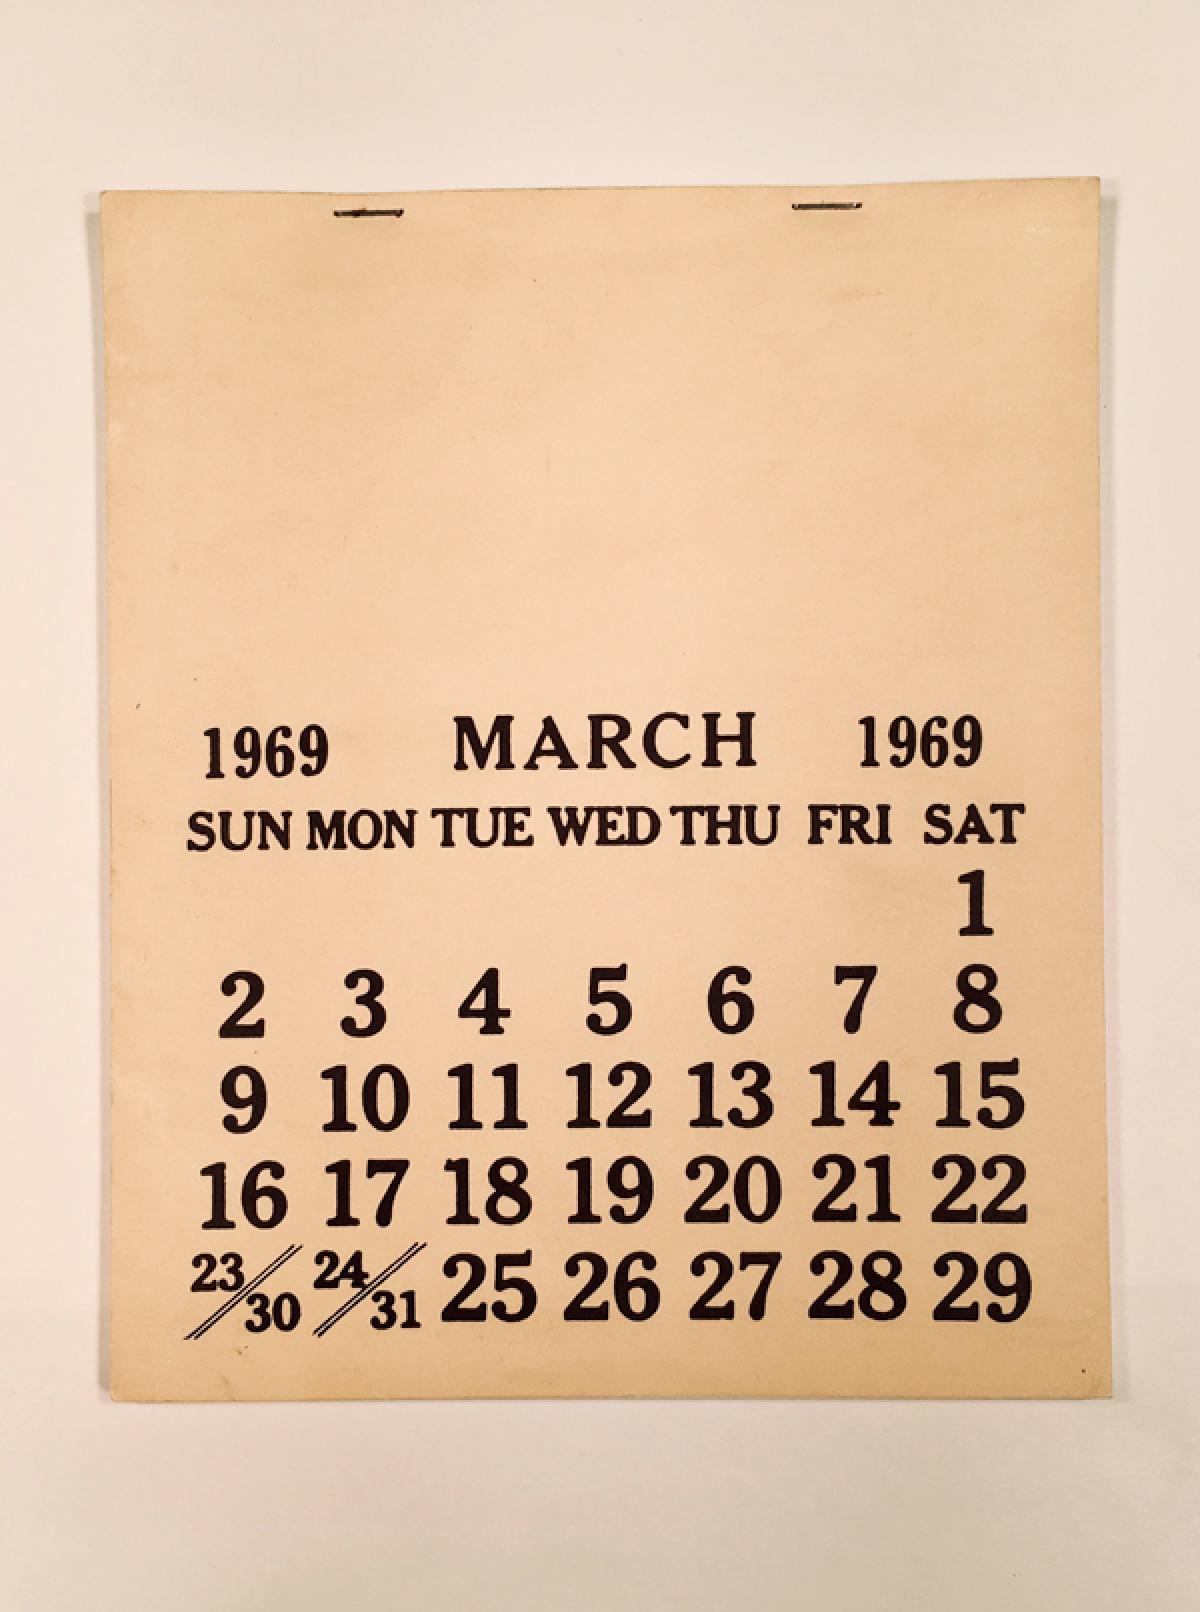 1969 MARCH 1969
SUN MON TUE WED THU FRI SAT
1
2 3 4 5 6 7 8
9 10 11 12 13 14 15
16 17 18 19 20 21 22
23/30 24/31 25 26 27 28 29